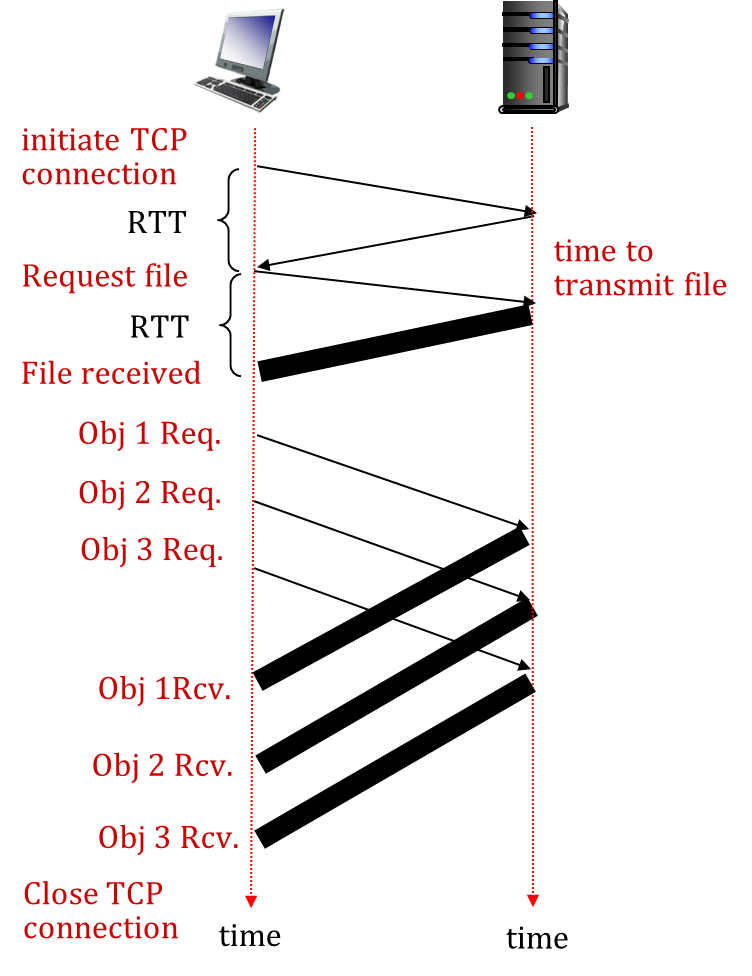 initiate TCP
connection
RTT
time to
transmit file
Request file
RTT
File received
Obj 1 Req.
Obj 2 Req.
Obj 3 Req.
Obj 1Rcv.
Obj 2 Rcv.
Obj 3 Rcv.
Close TCP
connection
time
time